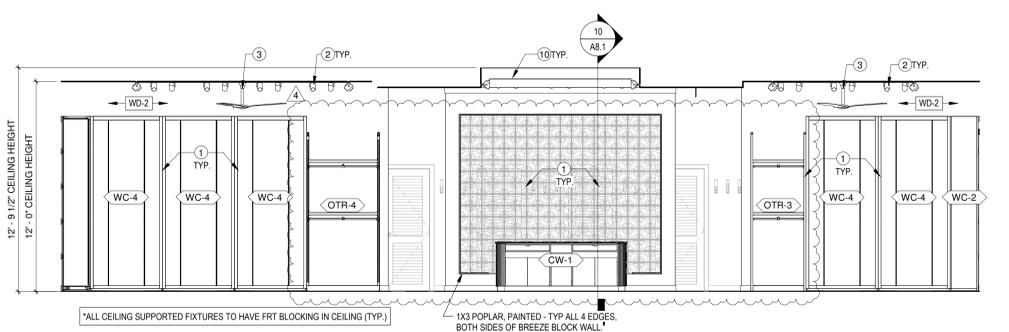 10
A8.1
3
2 TYP.
10 TYP.
3
2 TYP.
WD-2
4
WD-2
12' - 9 1/2" CEILING HEIGHT
12' - 0" CEILING HEIGHT
1
TYP.
1
TYP.
1
TYP.
WC-4
WC-4
WC-4
OTR-4
OTR-3
WC-4
WC-4
WC-2
CW-1
*ALL CEILING SUPPORTED FIXTURES TO HAVE FRT BLOCKING IN CEILING (TYP.)
1X3 POPLAR, PAINTED - TYP ALL 4 EDGES,
BOTH SIDES OF BREEZE BLOCK WALL.